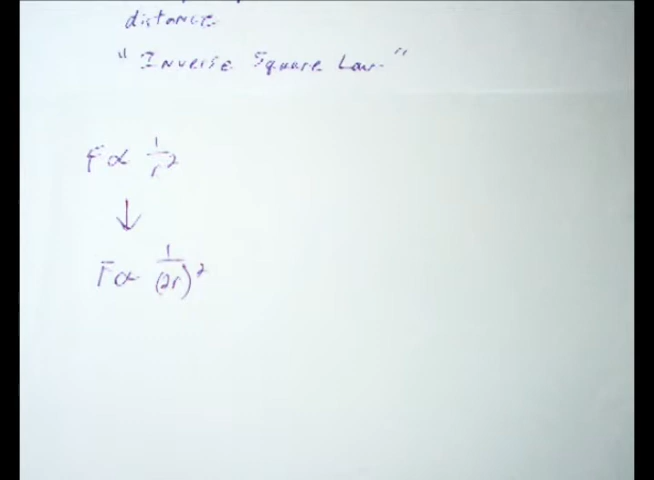 distance
" Inverse Square Law "
F ∝ 1/r²
↓
F ∝ 1/(2r)²